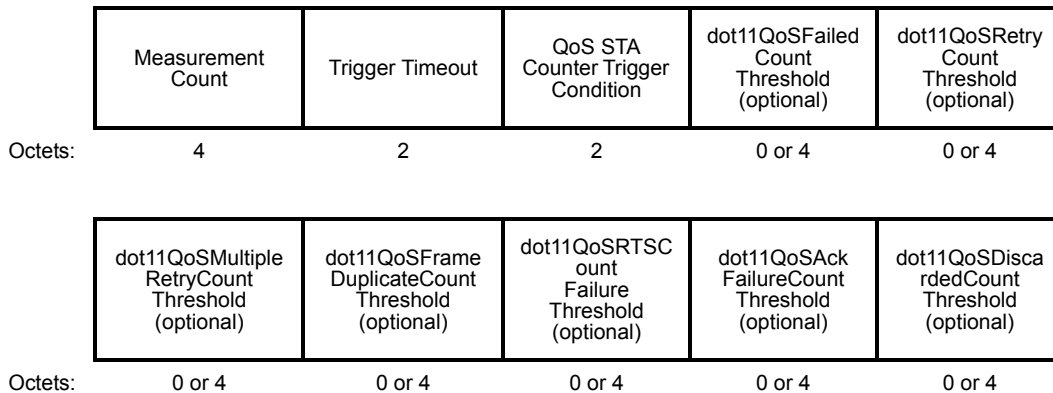 Measurement
Count
Trigger Timeout
QoS STA
Counter Trigger
Condition
dot11QoSFailed
Count
Threshold
(optional)
dot11QoSRetry
Count
Threshold
(optional)
Octets: 4 2 2 0 or 4 0 or 4
dot11QoSMultiple
RetryCount
Threshold
(optional)
dot11QoSFrame
DuplicateCount
Threshold
(optional)
dot11QoSRTSC
ount
Failure
Threshold
(optional)
dot11QoSAck
FailureCount
Threshold
(optional)
dot11QoSDisca
rdedCount
Threshold
(optional)
Octets: 0 or 4 0 or 4 0 or 4 0 or 4 0 or 4